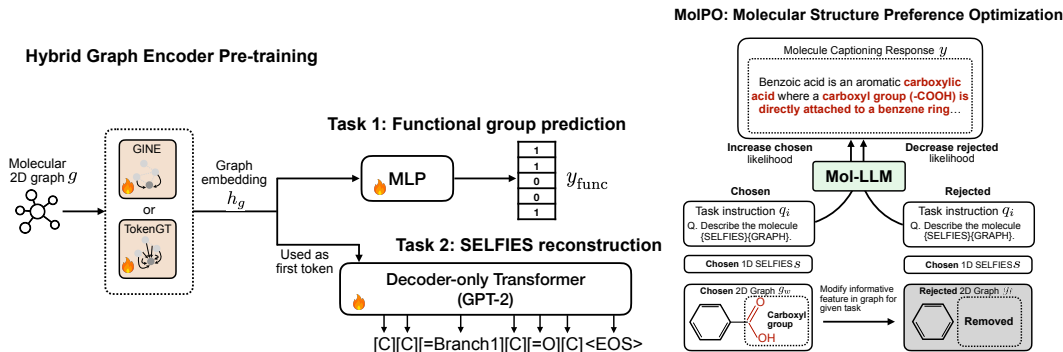 Hybrid Graph Encoder Pre-training
Molecular
2D graph g
GINE
or
TokenGT
Graph
embedding
h_g
Task 1: Functional group prediction
MLP
1
1
0
0
1
y_func
Used as
first token
Task 2: SELFIES reconstruction
Decoder-only Transformer
(GPT-2)
[C][C][=Branch1][C][=O][C]<EOS>
MolPO: Molecular Structure Preference Optimization
Molecule Captioning Response y
Benzoic acid is an aromatic carboxylic
acid where a carboxyl group (-COOH) is
directly attached to a benzene ring…
Increase chosen
likelihood
Decrease rejected
likelihood
Mol-LLM
Chosen
Rejected
Task instruction q_i
Q. Describe the molecule
{SELFIES}{GRAPH}.
Task instruction q_i
Q. Describe the molecule
{SELFIES}{GRAPH}.
Chosen 1D SELFIES s
Chosen 1D SELFIES s
Chosen 2D Graph g_w
O
OH
Carboxyl
group
Modify informative
feature in graph for
given task
Rejected 2D Graph g_l
Removed